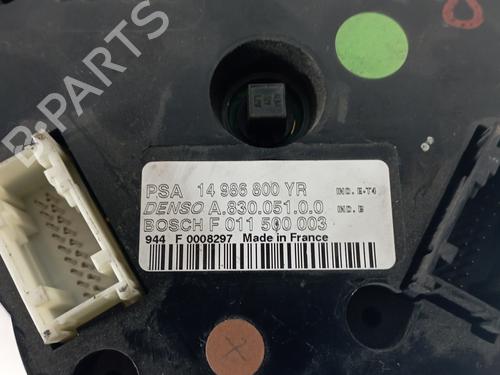 B-PARTS
PSA 14 986 800 YR IND. E-T4
DENSO A.830.051.0.0 IND. B
BOSCH F 011 500 003
944 F 0008297 Made in France